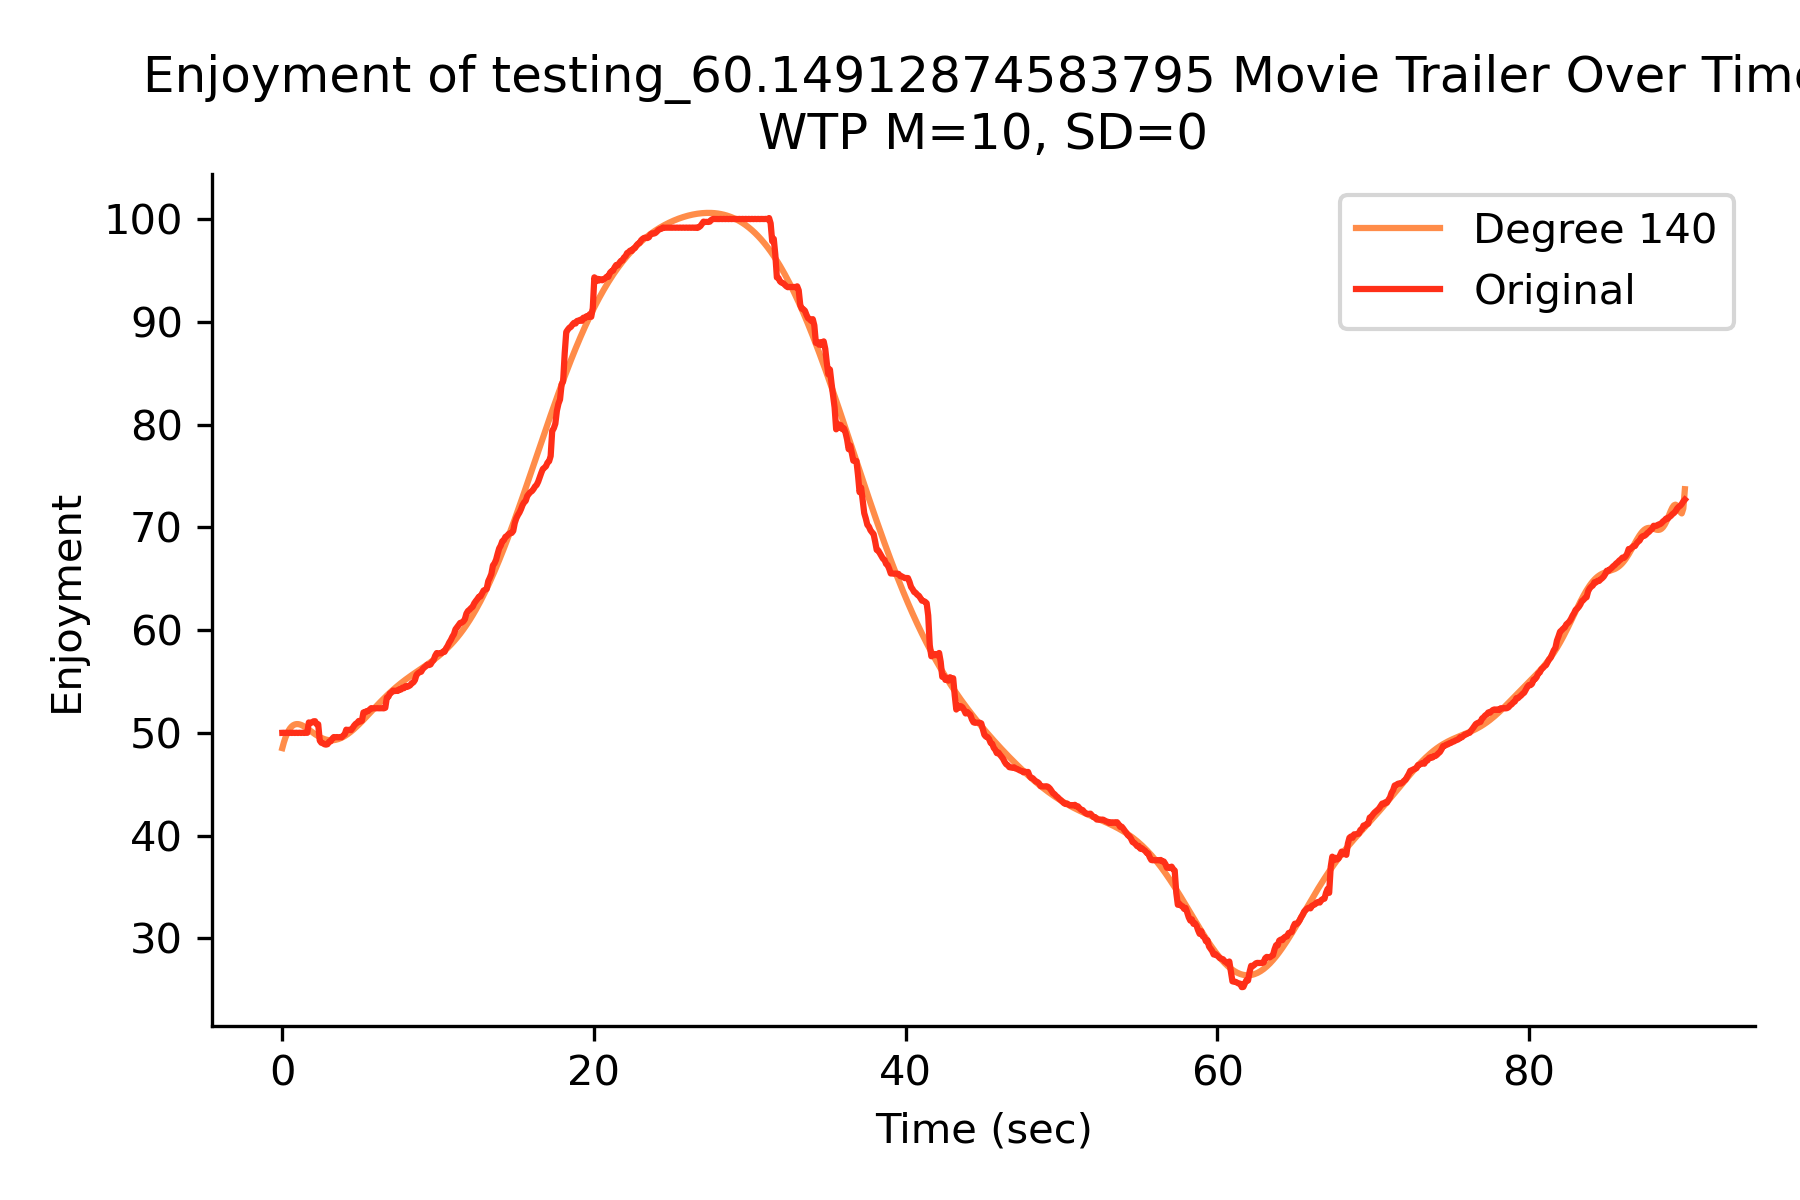 Enjoyment of testing_60.14912874583795 Movie Trailer Over Time
WTP M=10, SD=0
Degree 140
Original
Enjoyment
100
90
80
70
60
50
40
30
0 20 40 60 80
Time (sec)